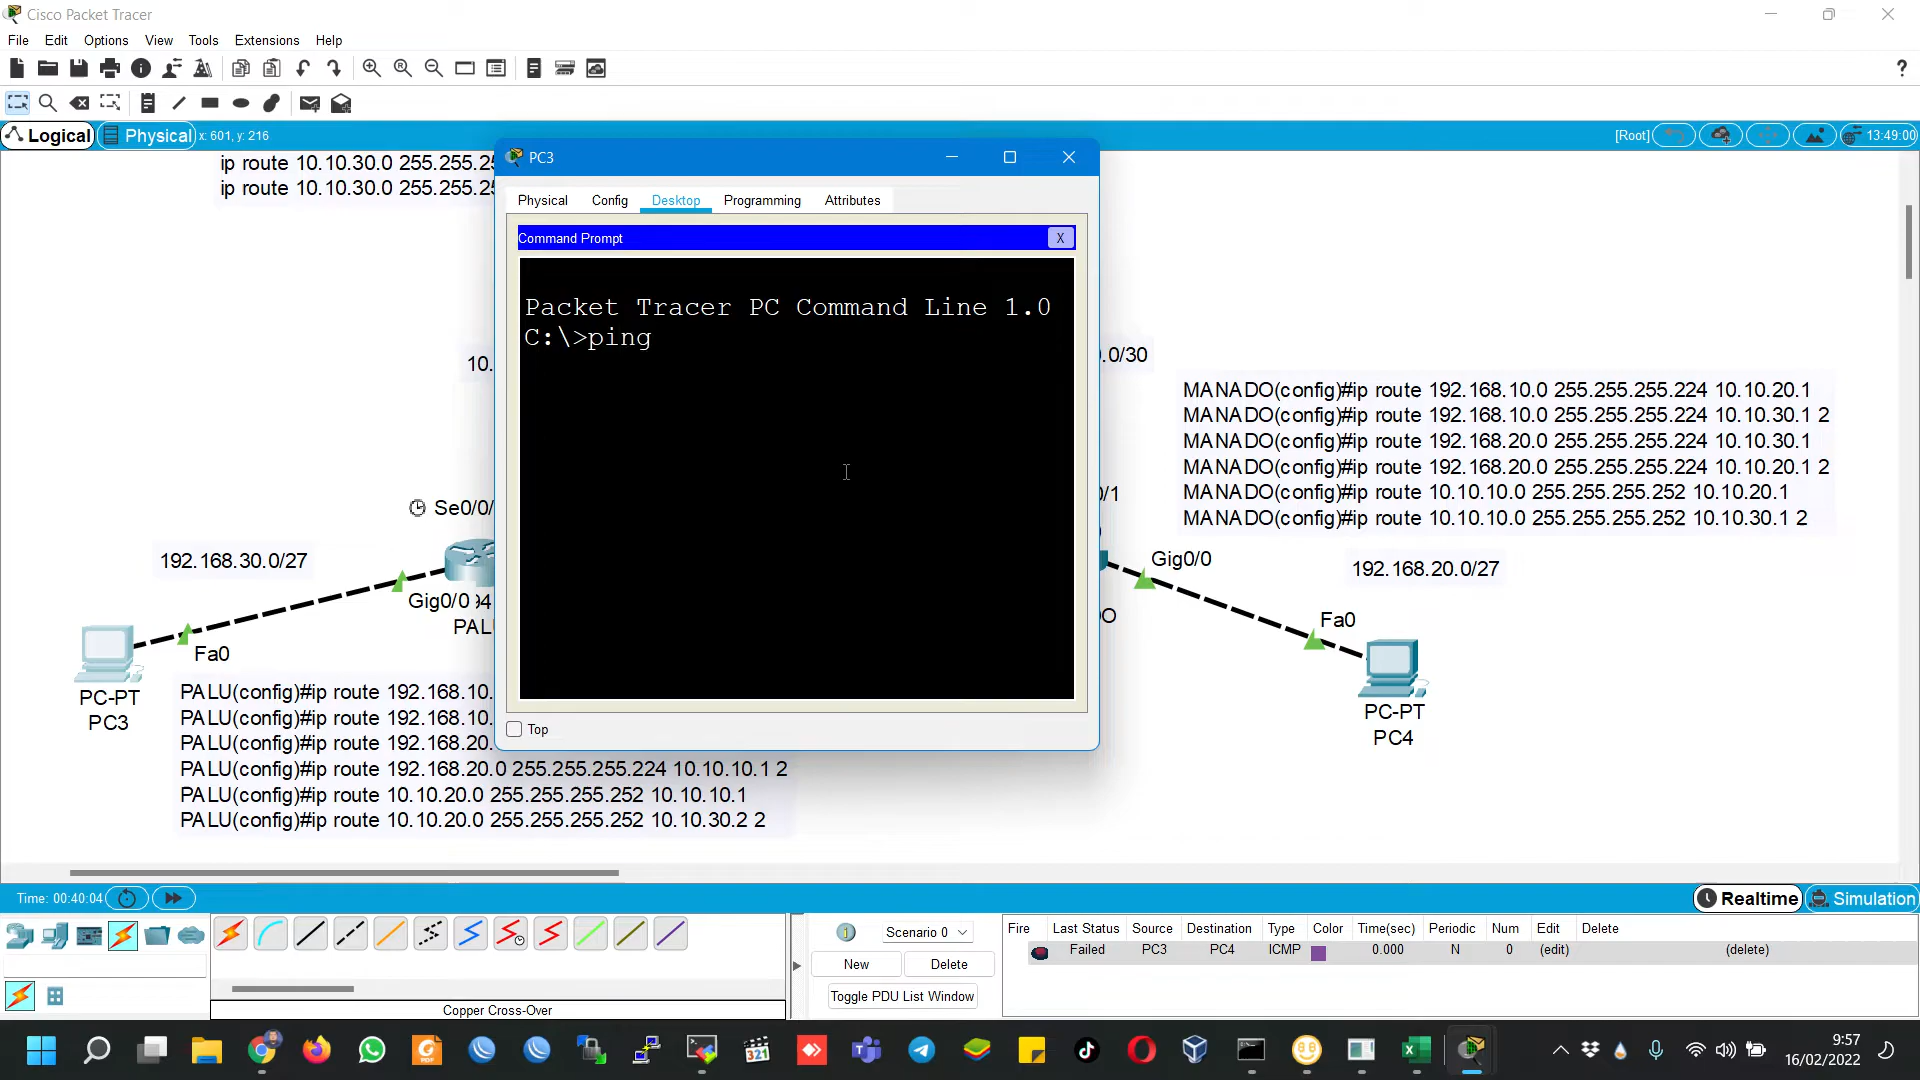 Cisco Packet Tracer
File Edit Options View Tools Extensions Help
Logical Physical x: 601, y: 216 [Root] 13:49:00
ip route 10.10.30.0 255.255.25
ip route 10.10.30.0 255.255.25
PC3
Physical Config Desktop Programming Attributes
Command Prompt X
Packet Tracer PC Command Line 1.0
C:\>ping
Top
10.
.0/30
MANADO(config)#ip route 192.168.10.0 255.255.255.224 10.10.20.1
MANADO(config)#ip route 192.168.10.0 255.255.255.224 10.10.30.1 2
MANADO(config)#ip route 192.168.20.0 255.255.255.224 10.10.30.1
MANADO(config)#ip route 192.168.20.0 255.255.255.224 10.10.20.1 2
MANADO(config)#ip route 10.10.10.0 255.255.255.252 10.10.20.1
MANADO(config)#ip route 10.10.10.0 255.255.255.252 10.10.30.1 2
Se0/0/
0/1
192.168.30.0/27
Gig0/0
PALU
Fa0
PC-PT
PC3
Gig0/0
192.168.20.0/27
O
Fa0
PC-PT
PC4
PALU(config)#ip route 192.168.10.
PALU(config)#ip route 192.168.10.
PALU(config)#ip route 192.168.20.
PALU(config)#ip route 192.168.20.0 255.255.255.224 10.10.10.1 2
PALU(config)#ip route 10.10.20.0 255.255.255.252 10.10.10.1
PALU(config)#ip route 10.10.20.0 255.255.255.252 10.10.30.2 2
Time: 00:40:04 Realtime Simulation
Scenario 0
New Delete
Toggle PDU List Window
Fire Last Status Source Destination Type Color Time(sec) Periodic Num Edit Delete
Failed PC3 PC4 ICMP 0.000 N 0 (edit) (delete)
Copper Cross-Over
9:57
16/02/2022